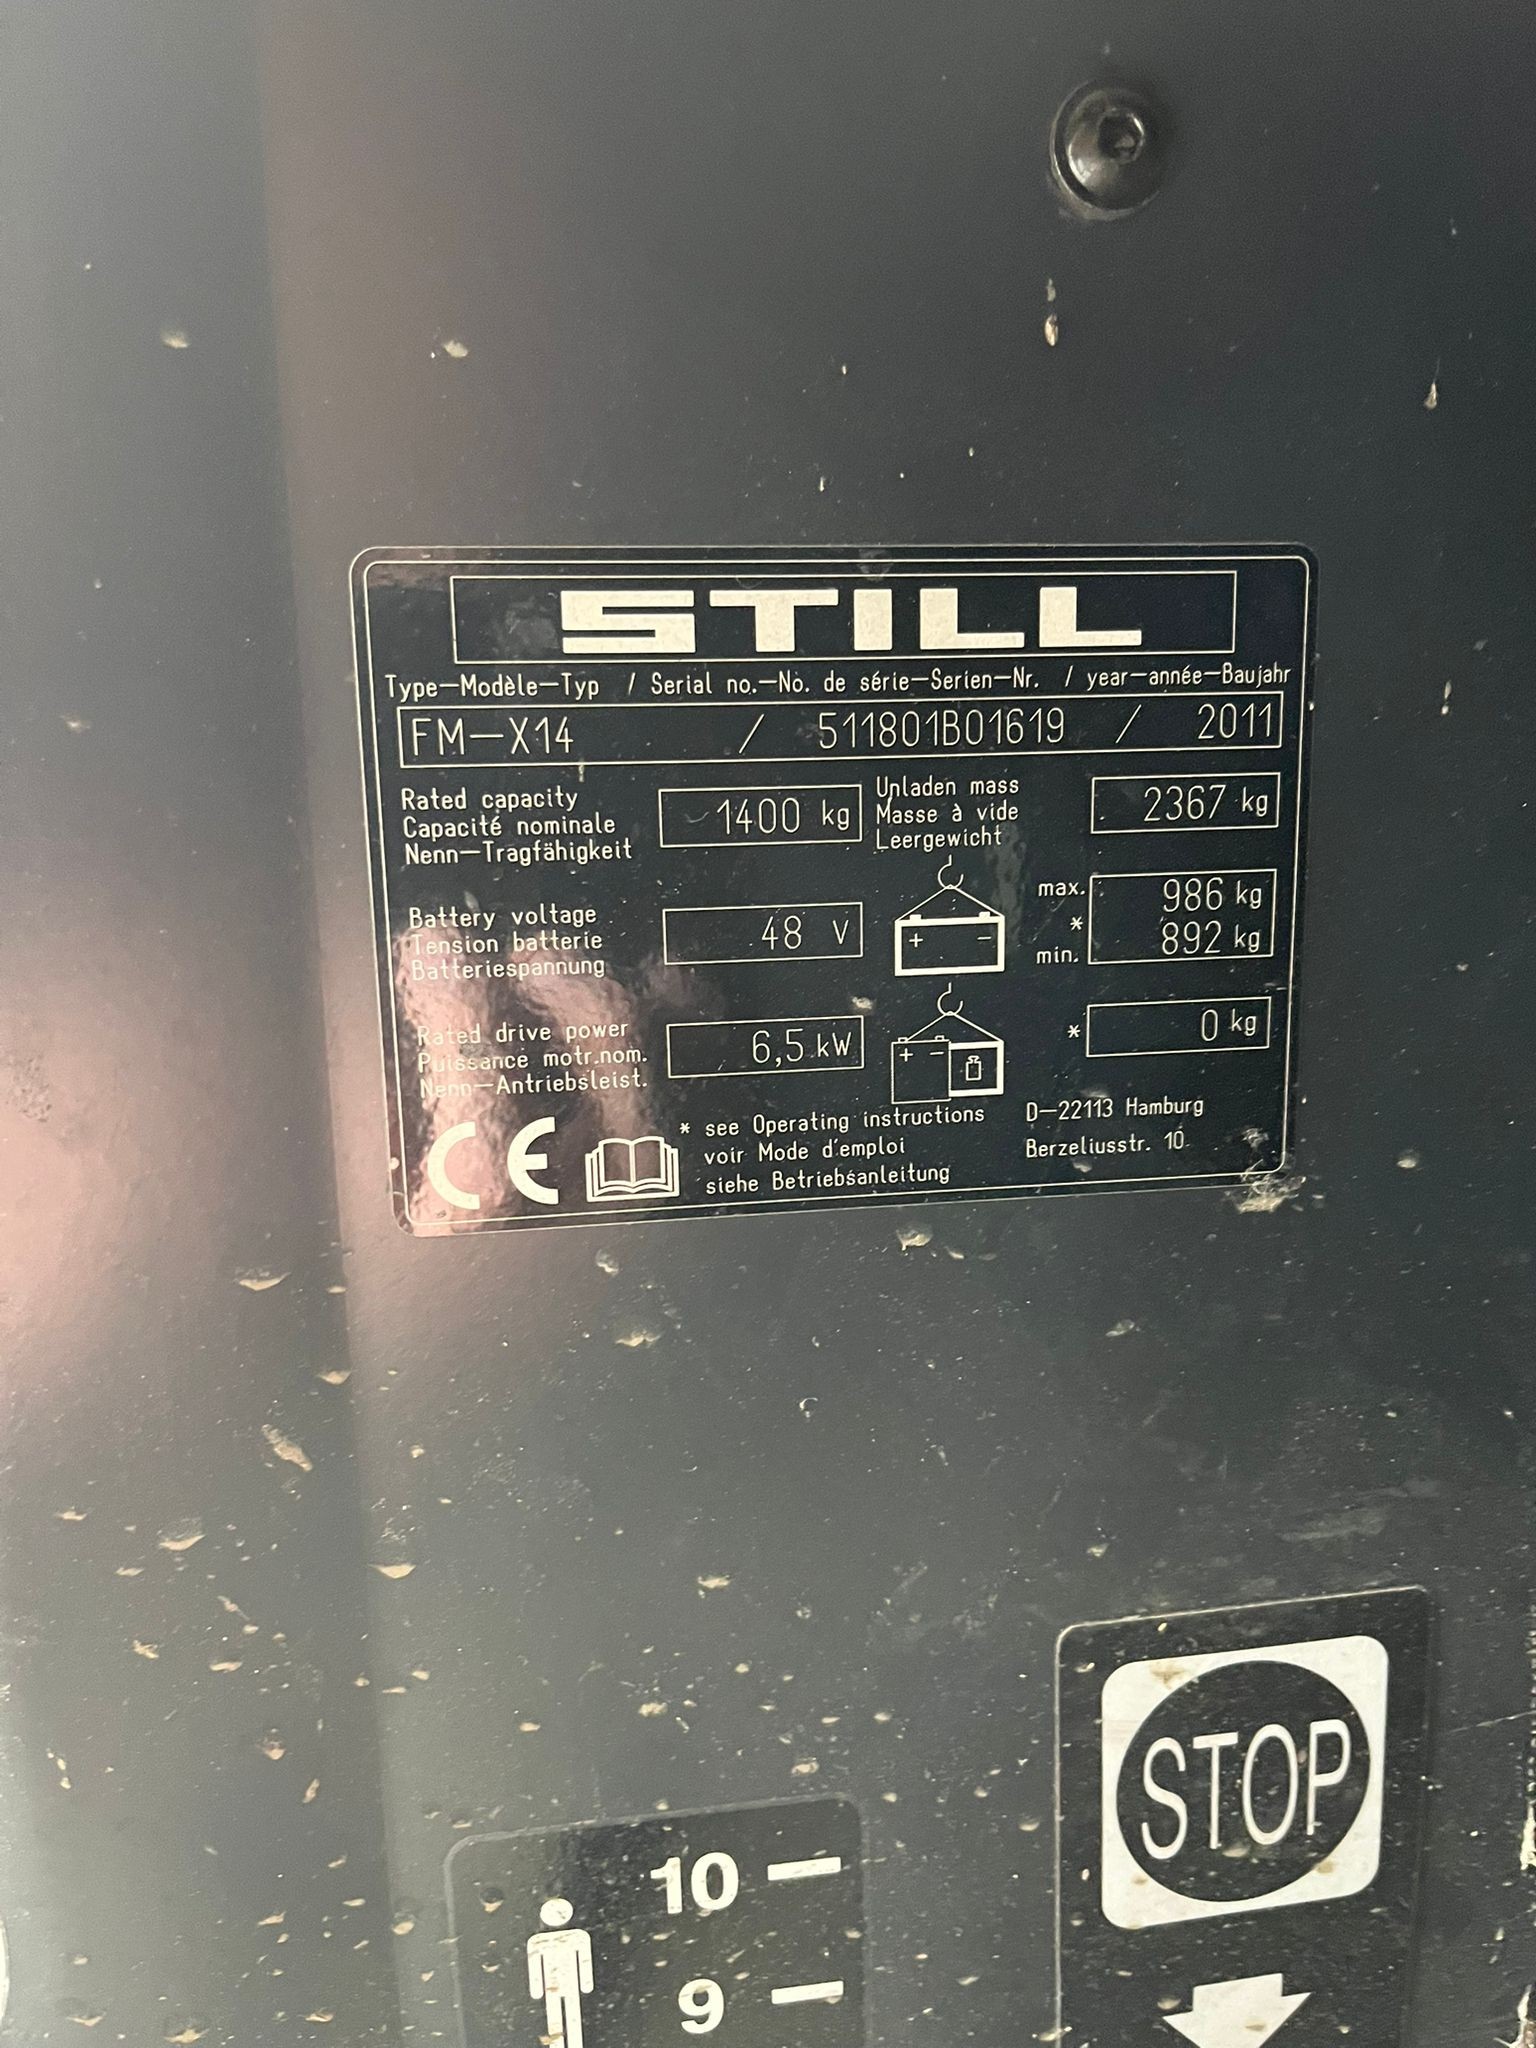 STILL
Type-Modèle-Typ / Serial no.-No. de série-Serien-Nr. / year-année-Baujahr
FM-X14 / 511801B01619 / 2011
Rated capacity
Capacité nominale
Nenn-Tragfähigkeit
1400 kg
Unladen mass
Masse à vide
Leergewicht
2367 kg
Battery voltage
Tension batterie
Batteriespannung
48 V
+ -
max. 986 kg
*
min. 892 kg
Rated drive power
Puissance motr.nom.
Nenn-Antriebsleist.
6,5 kW
+ -
* 0 kg
CE
* see Operating instructions
voir Mode d'emploi
siehe Betriebsanleitung
D-22113 Hamburg
Berzeliusstr. 10
STOP
10
9